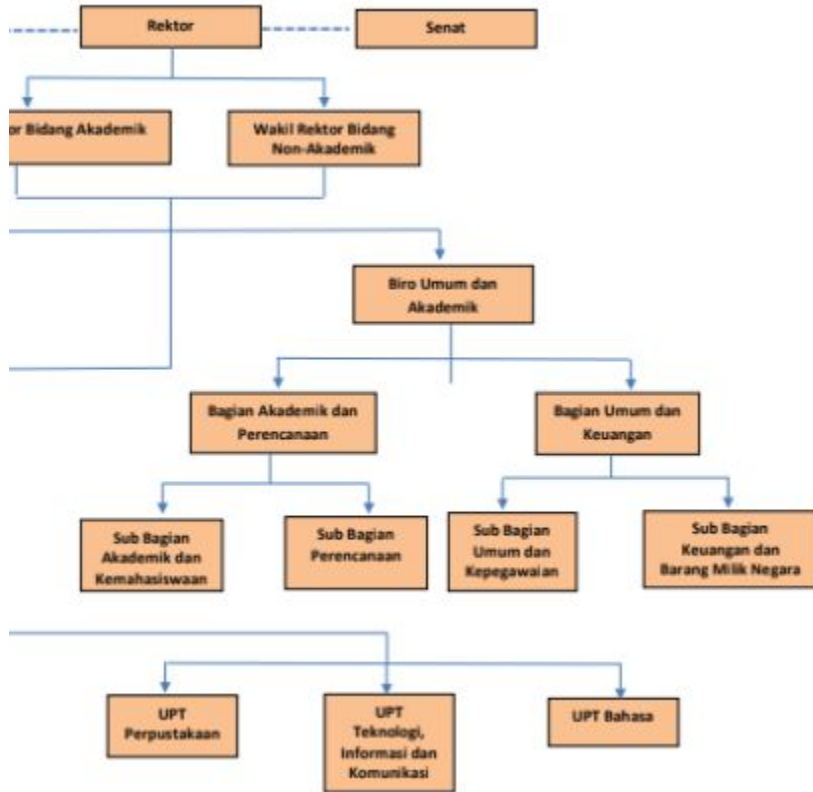 Rektor
Senat
or Bidang Akademik
Wakil Rektor Bidang
Non-Akademik
Biro Umum dan
Akademik
Bagian Akademik dan
Perencanaan
Bagian Umum dan
Keuangan
Sub Bagian
Akademik dan
Kemahasiswaan
Sub Bagian
Perencanaan
Sub Bagian
Umum dan
Kepegawaian
Sub Bagian
Keuangan dan
Barang Milik Negara
UPT
Perpustakaan
UPT
Teknologi,
Informasi dan
Komunikasi
UPT Bahasa